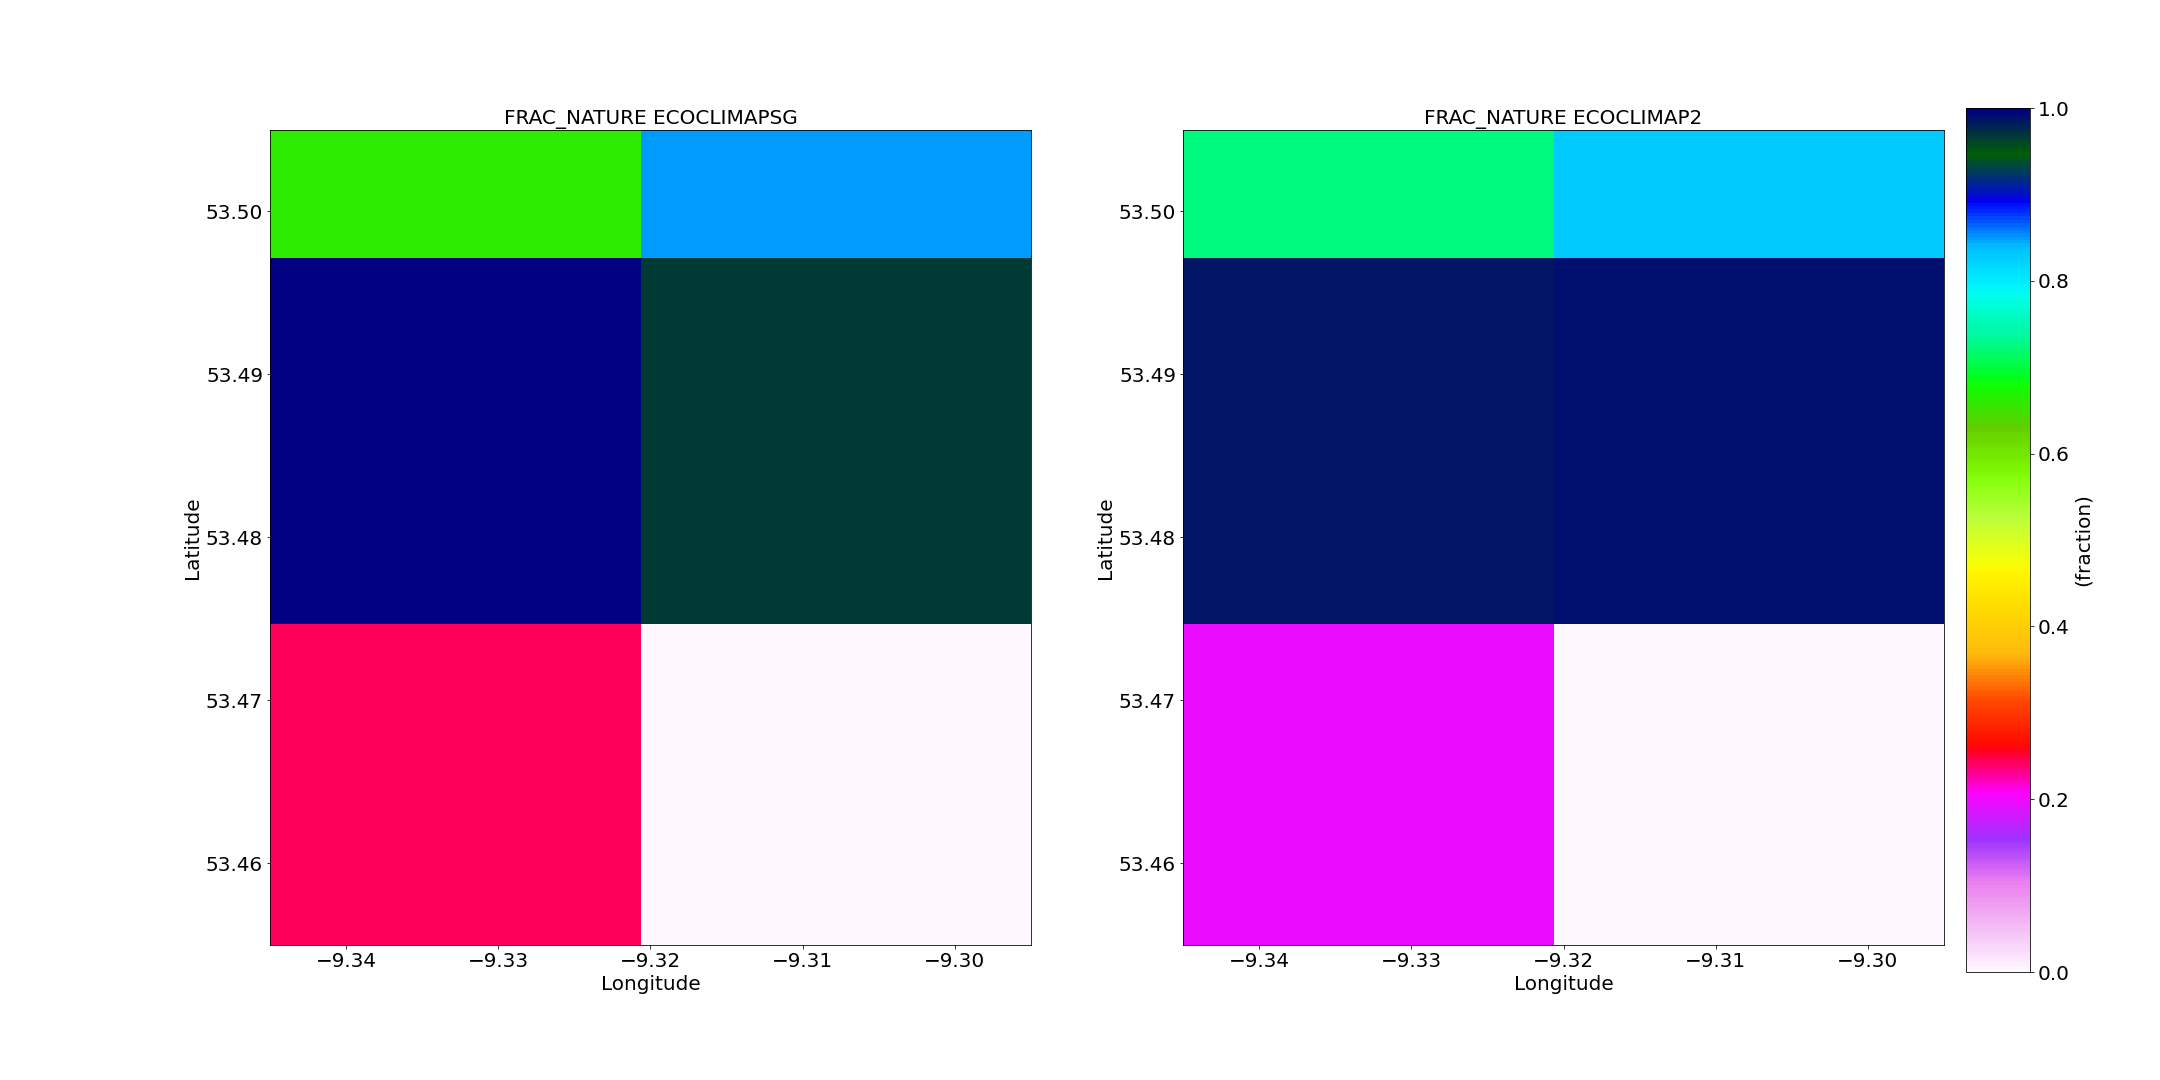 FRAC_NATURE ECOCLIMAPSG
53.50
53.49
53.48
53.47
53.46
Latitude
−9.34 −9.33 −9.32 −9.31 −9.30
Longitude
FRAC_NATURE ECOCLIMAP2
53.50
53.49
53.48
53.47
53.46
Latitude
−9.34 −9.33 −9.32 −9.31 −9.30
Longitude
1.0
0.8
0.6
0.4
0.2
0.0
(fraction)